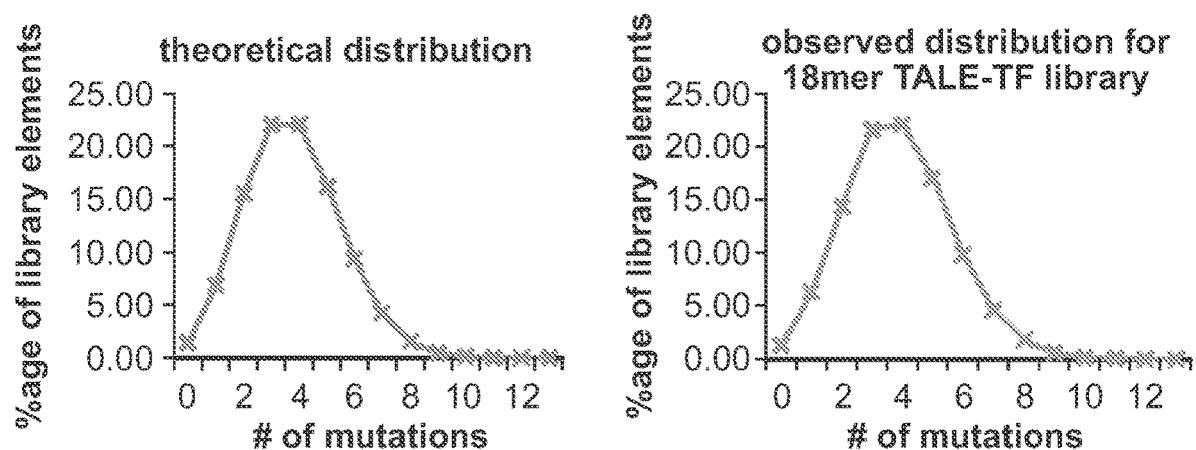 theoretical distribution
%age of library elements
25.00
20.00
15.00
10.00
5.00
0.00
0 2 4 6 8 10 12
# of mutations
observed distribution for
18mer TALE-TF library
%age of library elements
25.00
20.00
15.00
10.00
5.00
0.00
0 2 4 6 8 10 12
# of mutations